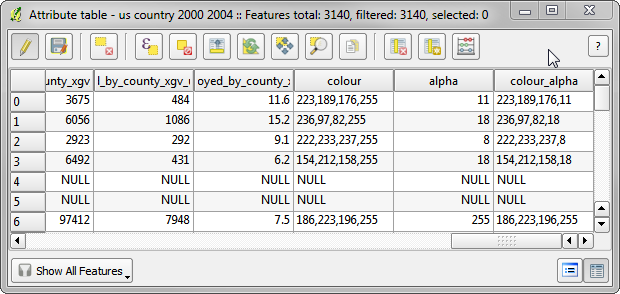 Attribute table - us country 2000 2004 :: Features total: 3140, filtered: 3140, selected: 0
?
unty_xgv l_by_county_xgv_ oyed_by_county_x colour alpha colour_alpha
0 3675 484 11.6 223,189,176,255 11 223,189,176,11
1 6056 1086 15.2 236,97,82,255 18 236,97,82,18
2 2923 292 9.1 222,233,237,255 8 222,233,237,8
3 6492 431 6.2 154,212,158,255 18 154,212,158,18
4 NULL NULL NULL NULL NULL NULL
5 NULL NULL NULL NULL NULL NULL
6 97412 7948 7.5 186,223,196,255 255 186,223,196,255
Show All Features